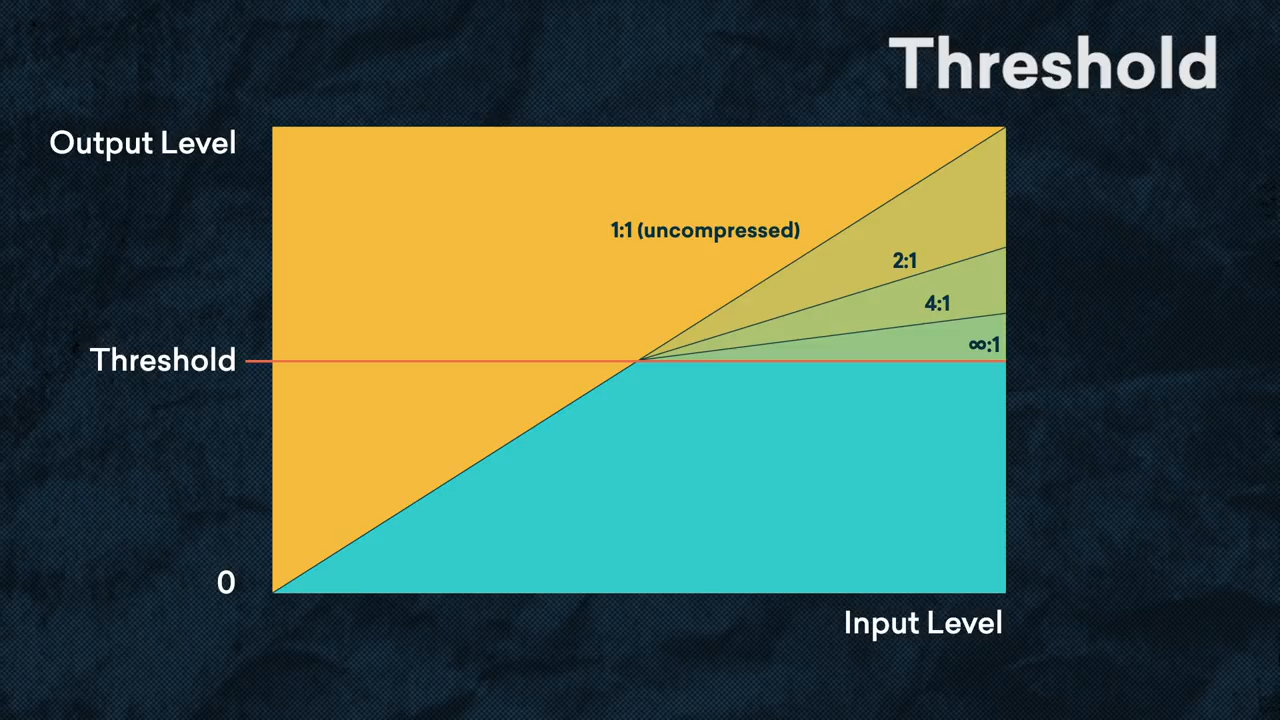 Threshold
Output Level
1:1 (uncompressed)
2:1
4:1
∞:1
Threshold
0
Input Level